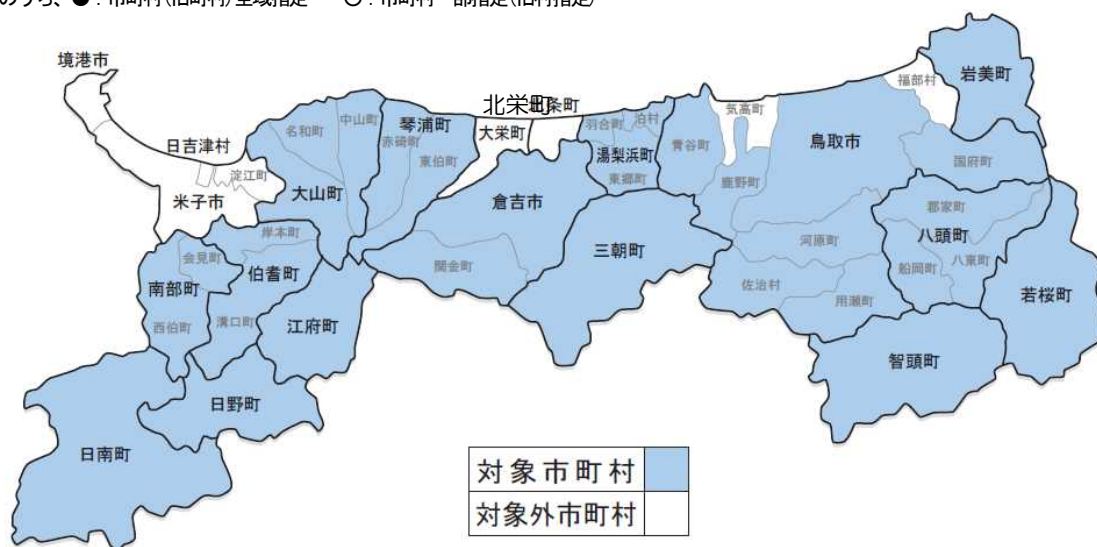 のうち、●：市町村(旧町村)全域指定　○：市町村一部指定(旧村指定)
境港市
福部村
岩美町
北栄町
北条町
気高町
中山町
琴浦町
大栄町
羽合町
泊村
名和町
赤碕町
青谷町
鳥取市
日吉津村
東伯町
湯梨浜町
国府町
淀江町
東郷町
鹿野町
米子市
大山町
倉吉市
郡家町
岸本町
三朝町
河原町
八頭町
会見町
関金町
八東町
伯耆町
船岡町
南部町
佐治村
若桜町
西伯町
溝口町
江府町
用瀬町
智頭町
日野町
日南町
対象市町村
対象外市町村